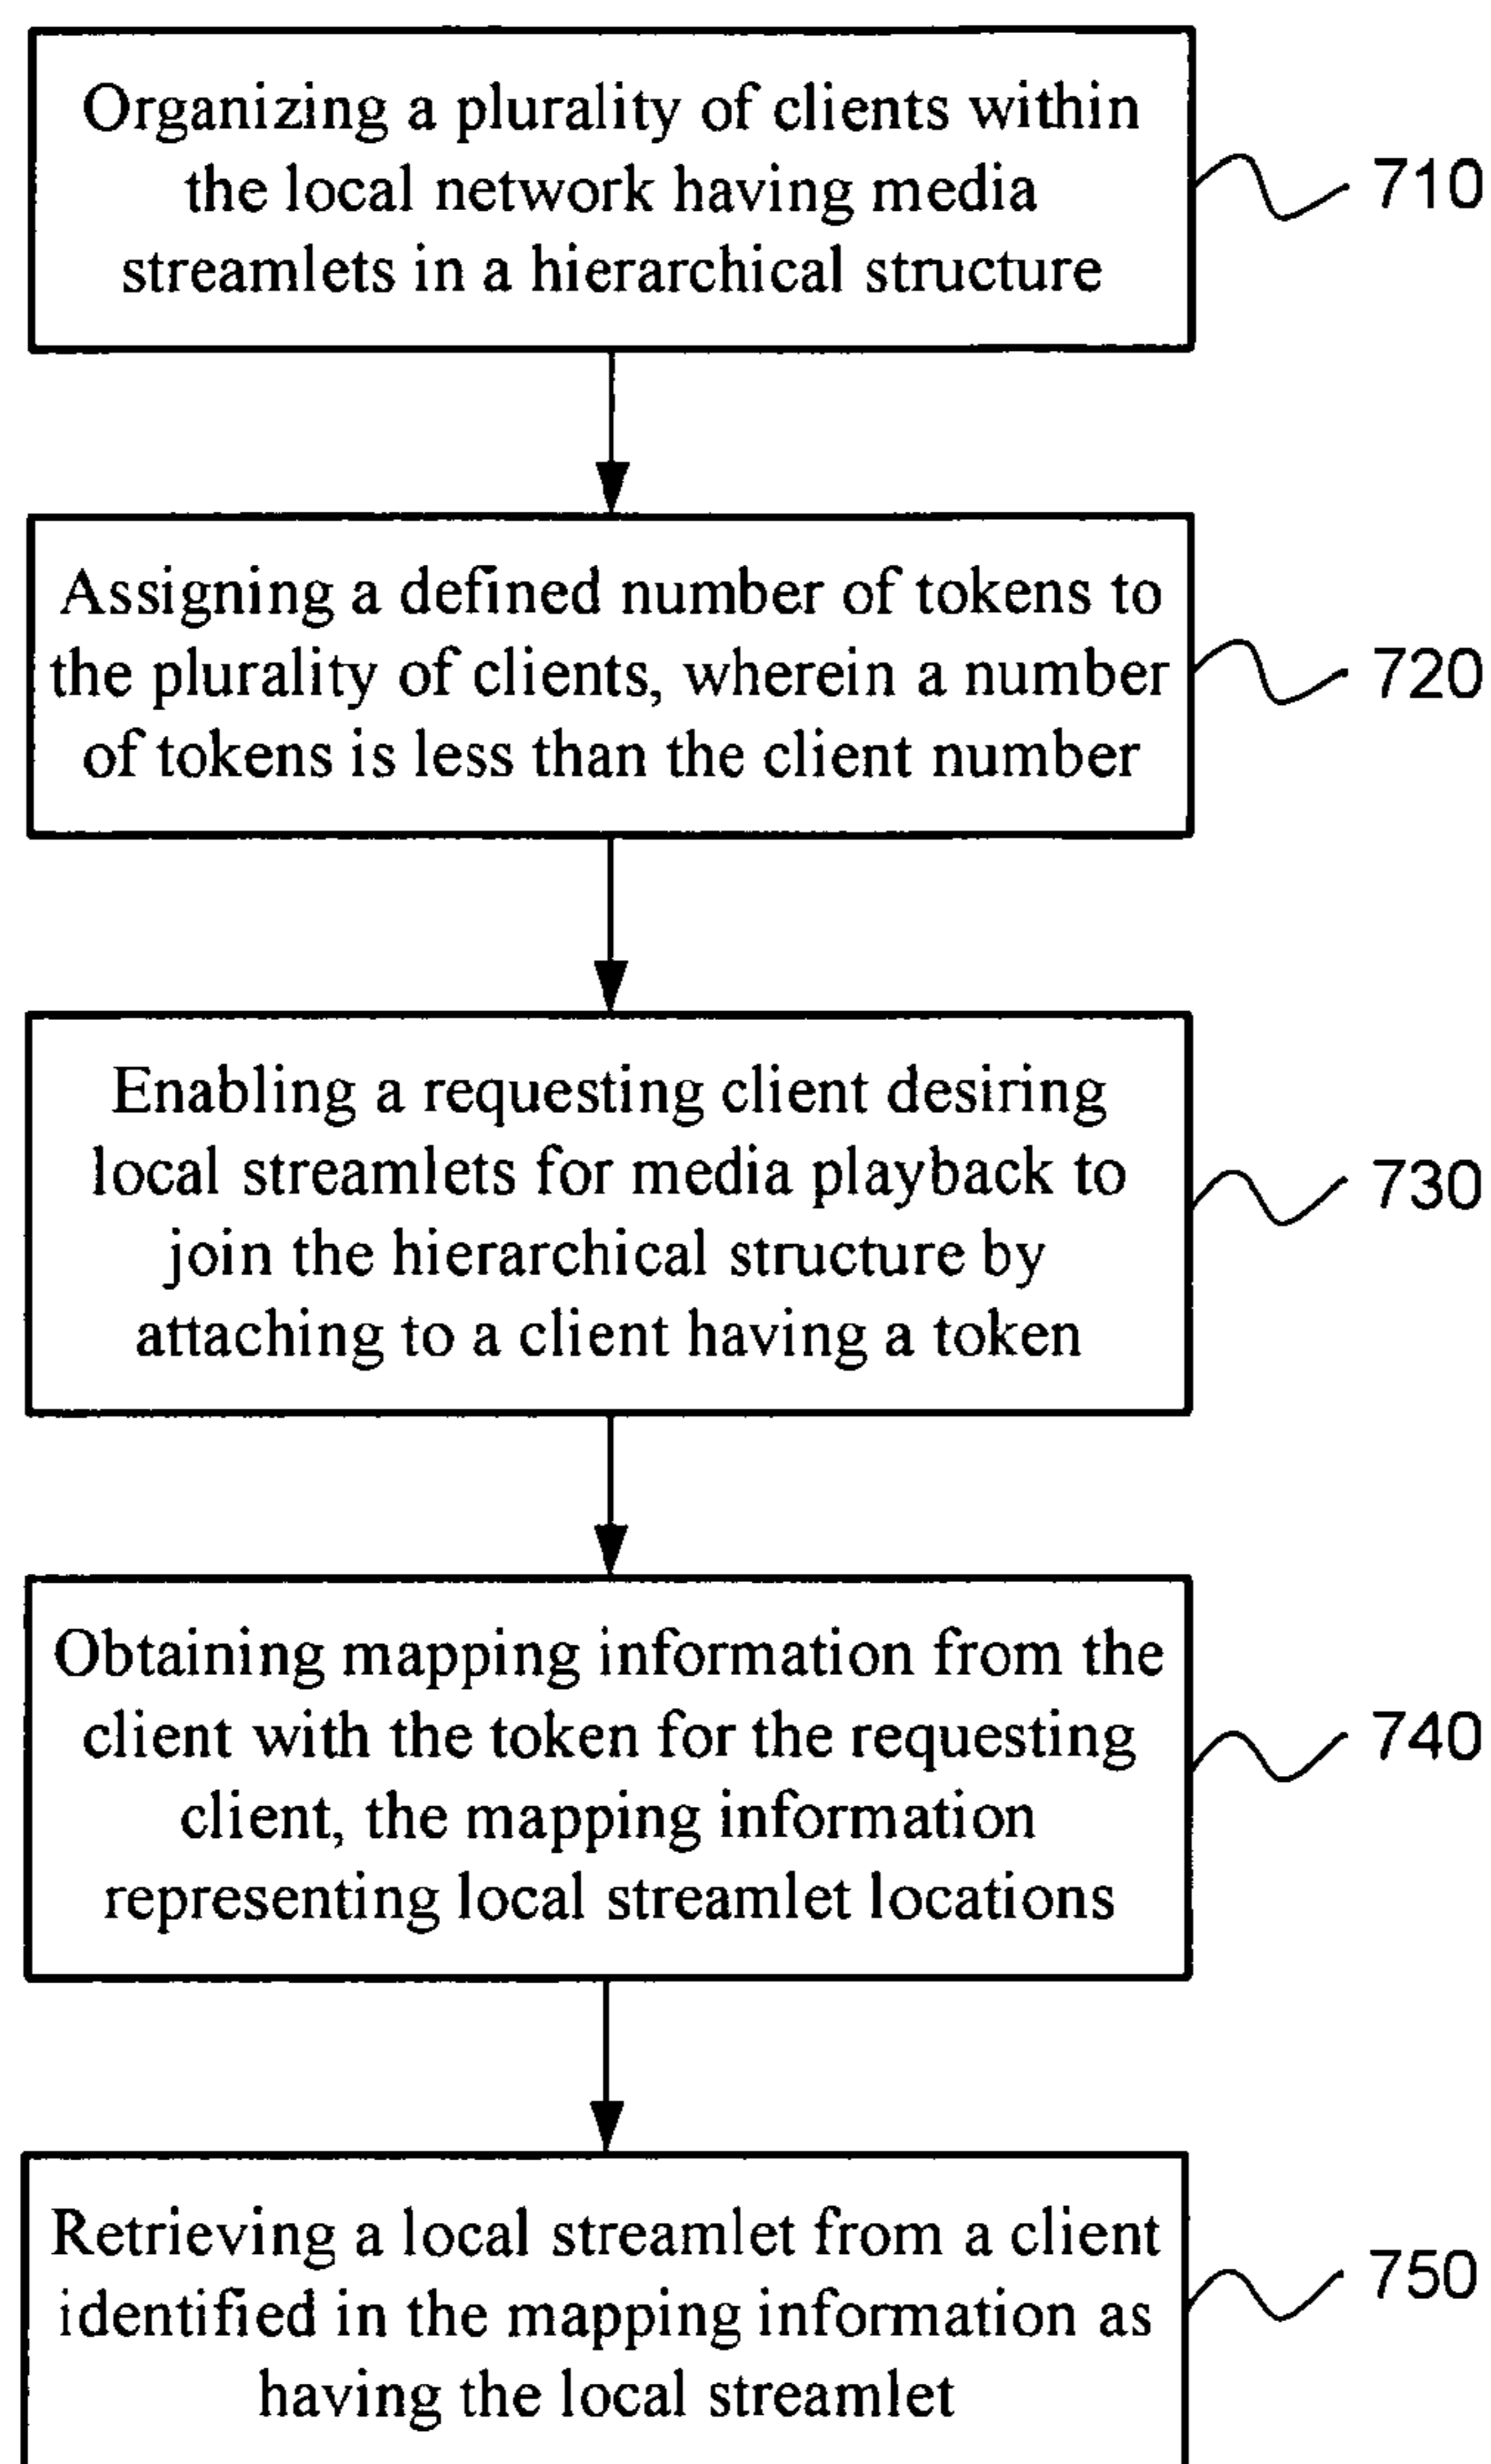 Organizing a plurality of clients within
the local network having media
streamlets in a hierarchical structure
710
Assigning a defined number of tokens to
the plurality of clients, wherein a number
of tokens is less than the client number
720
Enabling a requesting client desiring
local streamlets for media playback to
join the hierarchical structure by
attaching to a client having a token
730
Obtaining mapping information from the
client with the token for the requesting
client, the mapping information
representing local streamlet locations
740
Retrieving a local streamlet from a client
identified in the mapping information as
having the local streamlet
750